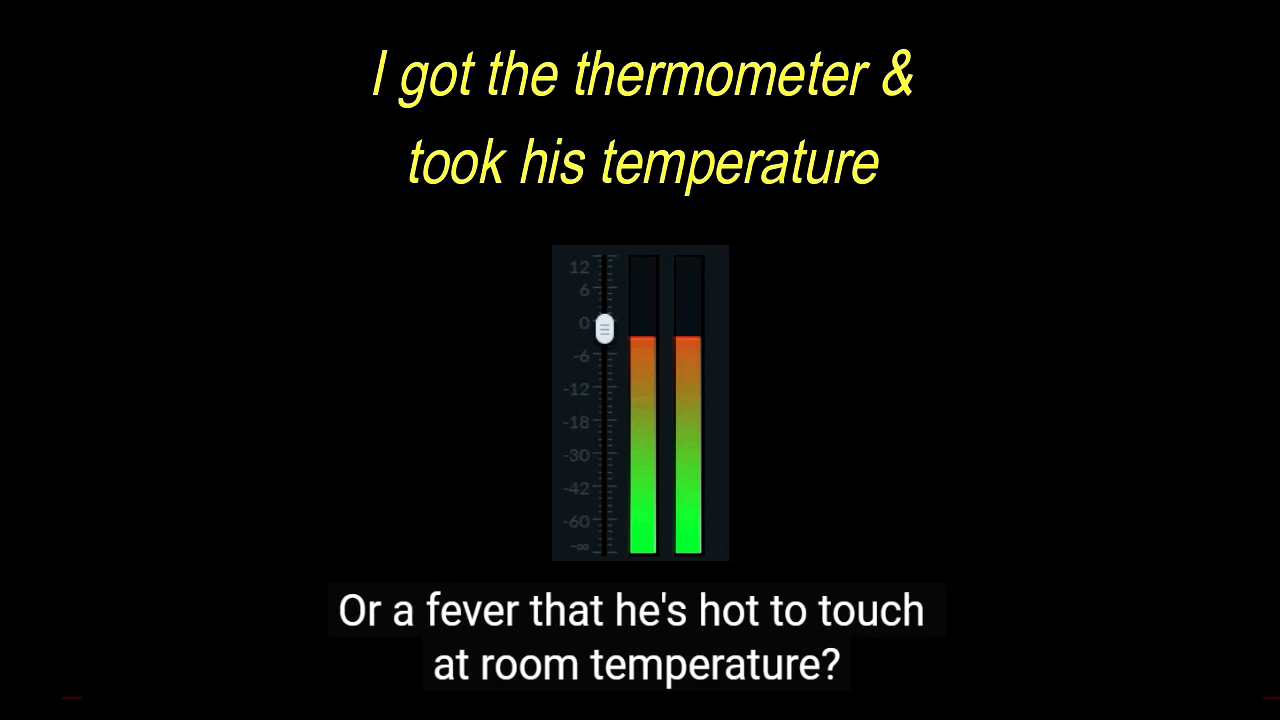 I got the thermometer &
took his temperature
12
6
0
-6
-12
-18
-30
-42
-60
-∞
Or a fever that he's hot to touch
at room temperature?